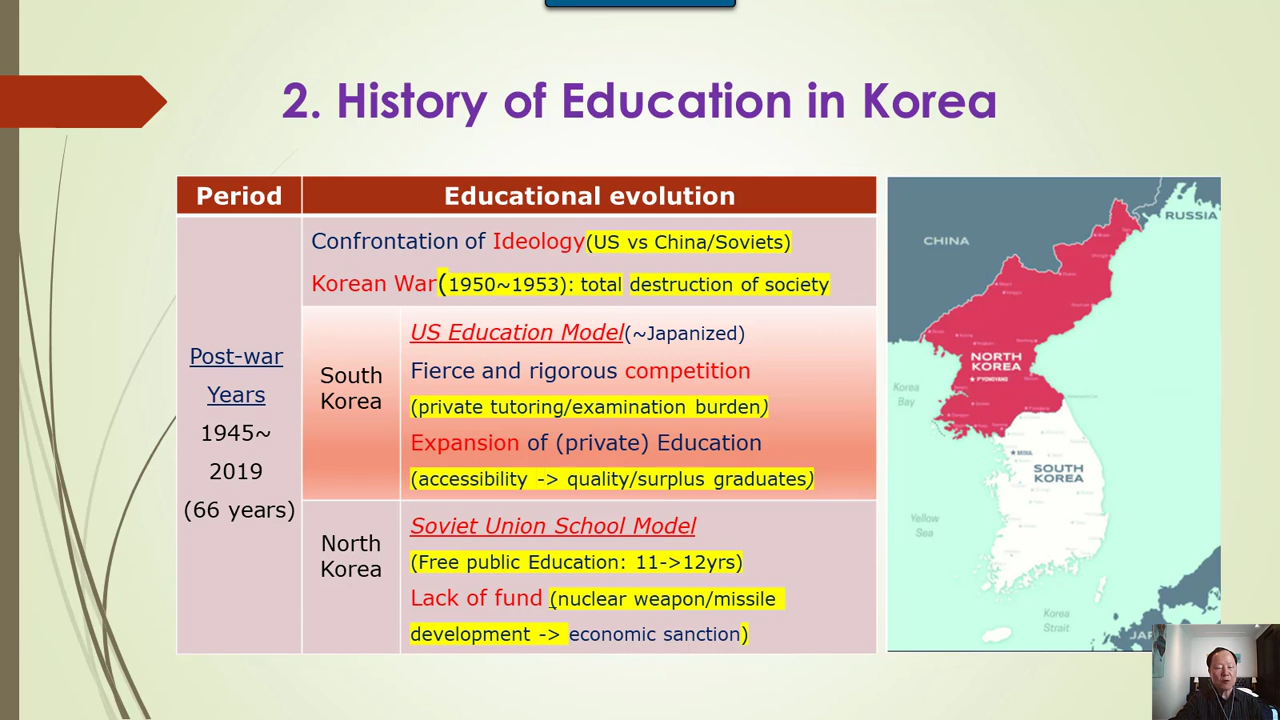 2. History of Education in Korea
Period
Educational evolution
Post-war
Years
1945~
2019
(66 years)
Confrontation of Ideology(US vs China/Soviets)
Korean War(1950~1953): total destruction of society
South
Korea
US Education Model(~Japanized)
Fierce and rigorous competition
(private tutoring/examination burden)
Expansion of (private) Education
(accessibility -> quality/surplus graduates)
North
Korea
Soviet Union School Model
(Free public Education: 11->12yrs)
Lack of fund (nuclear weapon/missile
development -> economic sanction)
RUSSIA
CHINA
NORTH
KOREA
P'YONGYANG
Korea
Bay
SEOUL
SOUTH
KOREA
Yellow
Sea
Korea
Strait
JAP